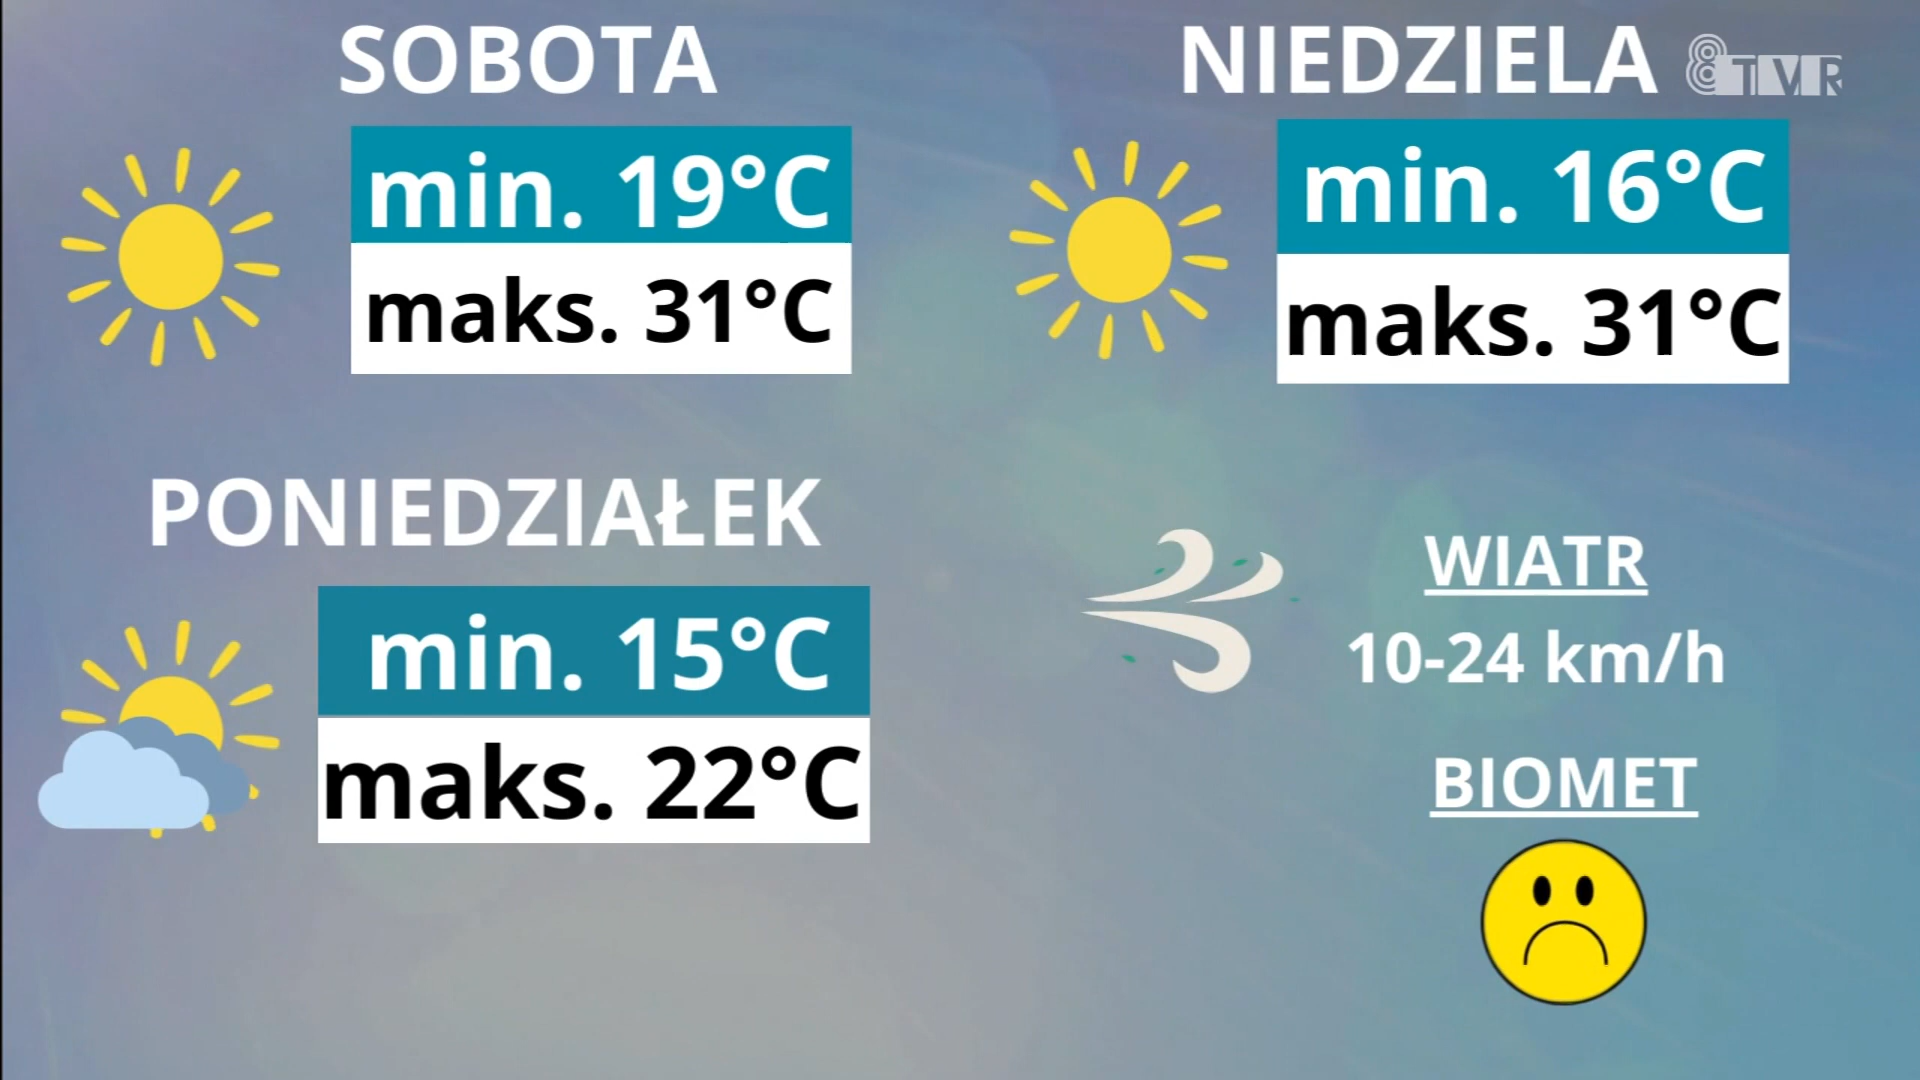 SOBOTA
min. 19°C
maks. 31°C
NIEDZIELA
8TVR
min. 16°C
maks. 31°C
PONIEDZIAŁEK
min. 15°C
maks. 22°C
WIATR
10-24 km/h
BIOMET